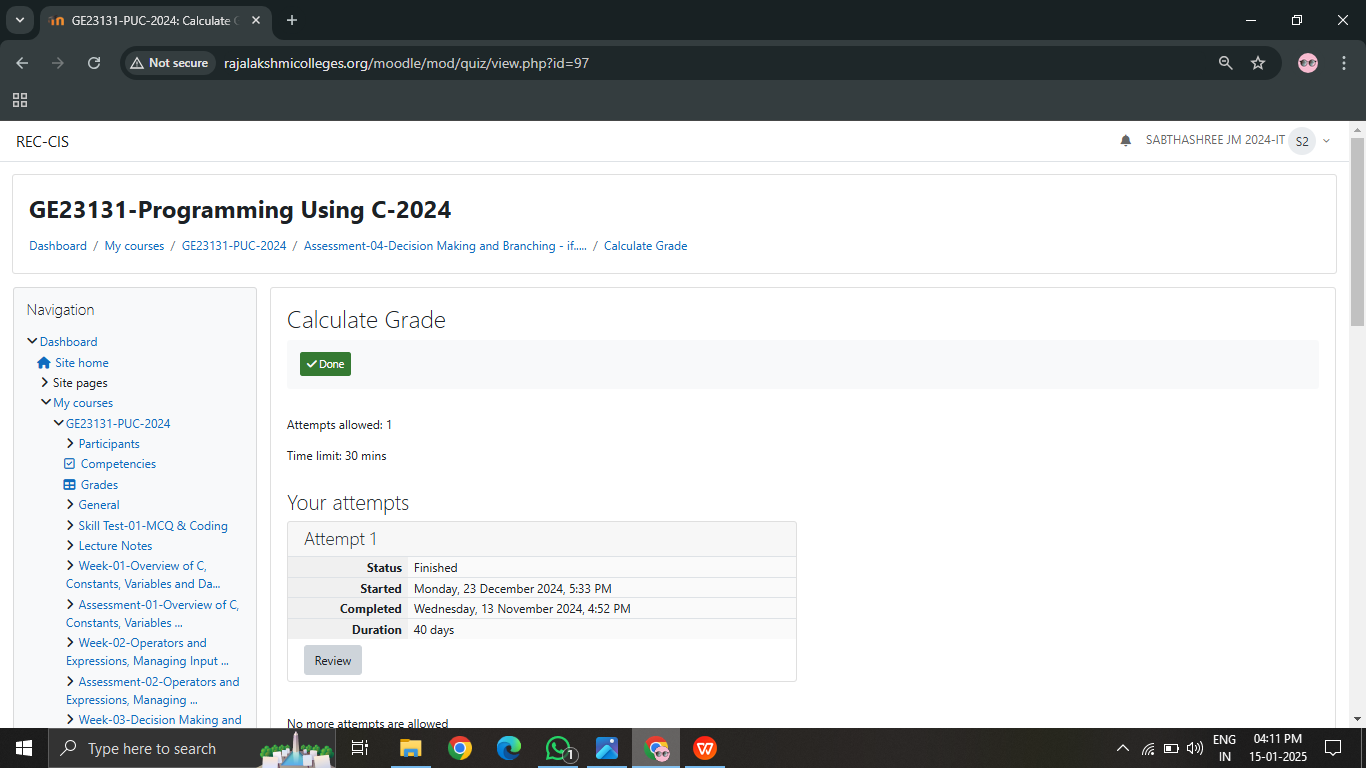 GE23131-PUC-2024: Calculate G
Not secure
rajalakshmicolleges.org/moodle/mod/quiz/view.php?id=97
REC-CIS
SABTHASHREE JM 2024-IT S2
GE23131-Programming Using C-2024
Dashboard / My courses / GE23131-PUC-2024 / Assessment-04-Decision Making and Branching - if..... / Calculate Grade
Navigation
Dashboard
Site home
Site pages
My courses
GE23131-PUC-2024
Participants
Competencies
Grades
General
Skill Test-01-MCQ & Coding
Lecture Notes
Week-01-Overview of C,
Constants, Variables and Da...
Assessment-01-Overview of C,
Constants, Variables ...
Week-02-Operators and
Expressions, Managing Input ...
Assessment-02-Operators and
Expressions, Managing ...
Week-03-Decision Making and
Calculate Grade
Done
Attempts allowed: 1
Time limit: 30 mins
Your attempts
Attempt 1
Status Finished
Started Monday, 23 December 2024, 5:33 PM
Completed Wednesday, 13 November 2024, 4:52 PM
Duration 40 days
Review
No more attempts are allowed
Type here to search
1
W
ENG
IN
04:11 PM
15-01-2025